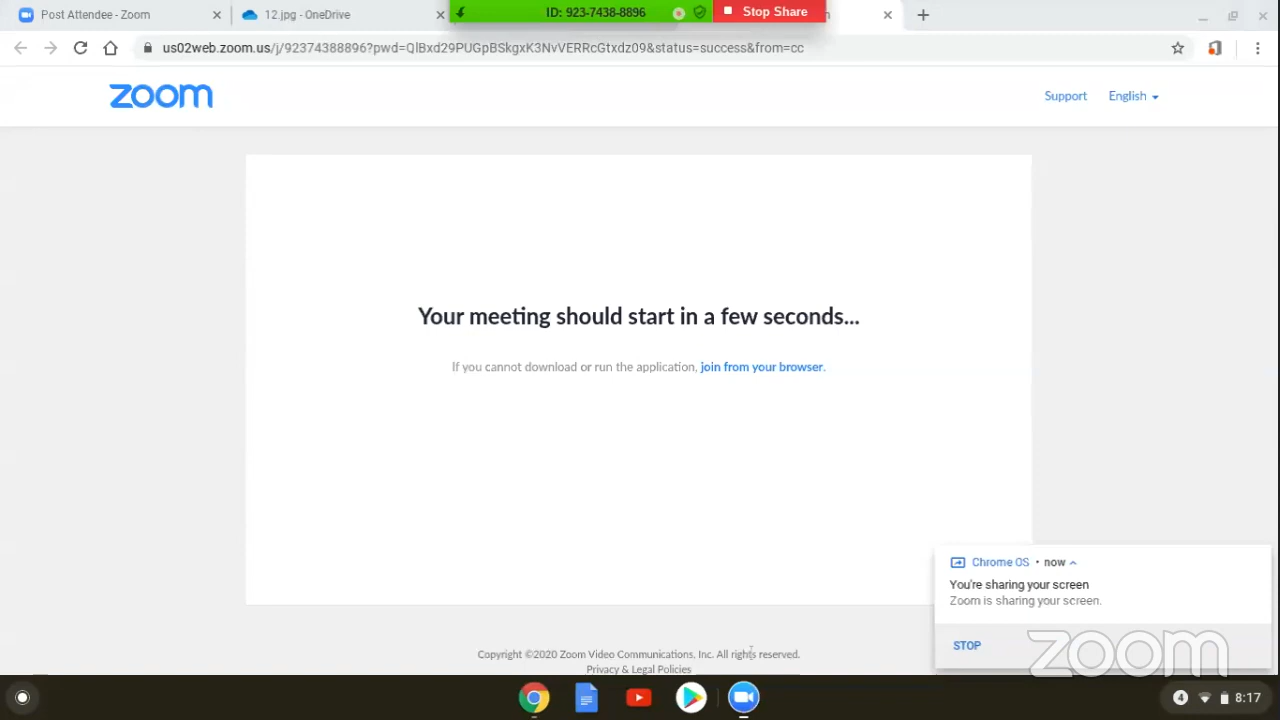 Post Attendee - Zoom
12.jpg - OneDrive
ID: 923-7438-8896
Stop Share
us02web.zoom.us/j/92374388896?pwd=QlBxd29PUGpBSkgxK3NvVERRcGtxdz09&status=success&from=cc
zoom
Support
English
Your meeting should start in a few seconds...
If you cannot download or run the application, join from your browser.
Chrome OS • now
You're sharing your screen
Zoom is sharing your screen.
STOP
zoom
Copyright ©2020 Zoom Video Communications, Inc. All rights reserved.
Privacy & Legal Policies
4
8:17